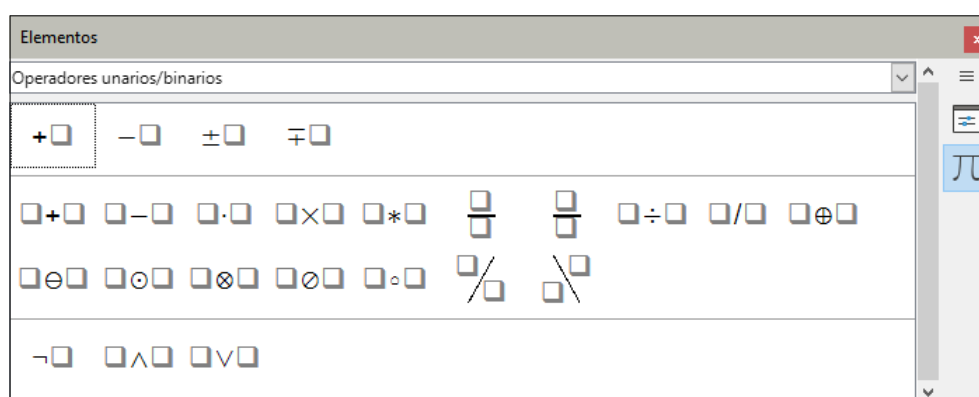 Elementos
Operadores unarios/binarios
+❑ −❑ ±❑ ∓❑
❑+❑ ❑−❑ ❑·❑ ❑×❑ ❑∗❑ ❑/❑ ❑/❑ ❑÷❑ ❑/❑ ❑⊕❑
❑⊖❑ ❑⊙❑ ❑⊗❑ ❑⊘❑ ❑∘❑ ❑/❑ ❑\❑
¬❑ ❑∧❑ ❑∨❑